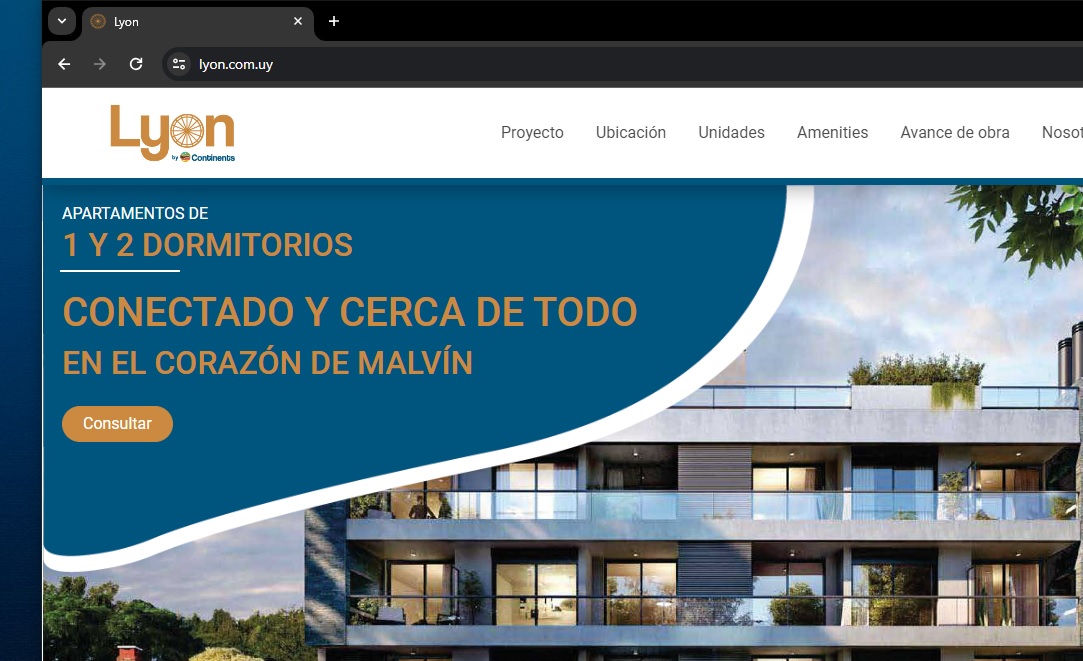 Lyon
lyon.com.uy
Lyon
by Continents
Proyecto Ubicación Unidades Amenities Avance de obra
APARTAMENTOS DE
1 Y 2 DORMITORIOS
CONECTADO Y CERCA DE TODO
EN EL CORAZÓN DE MALVÍN
Consultar